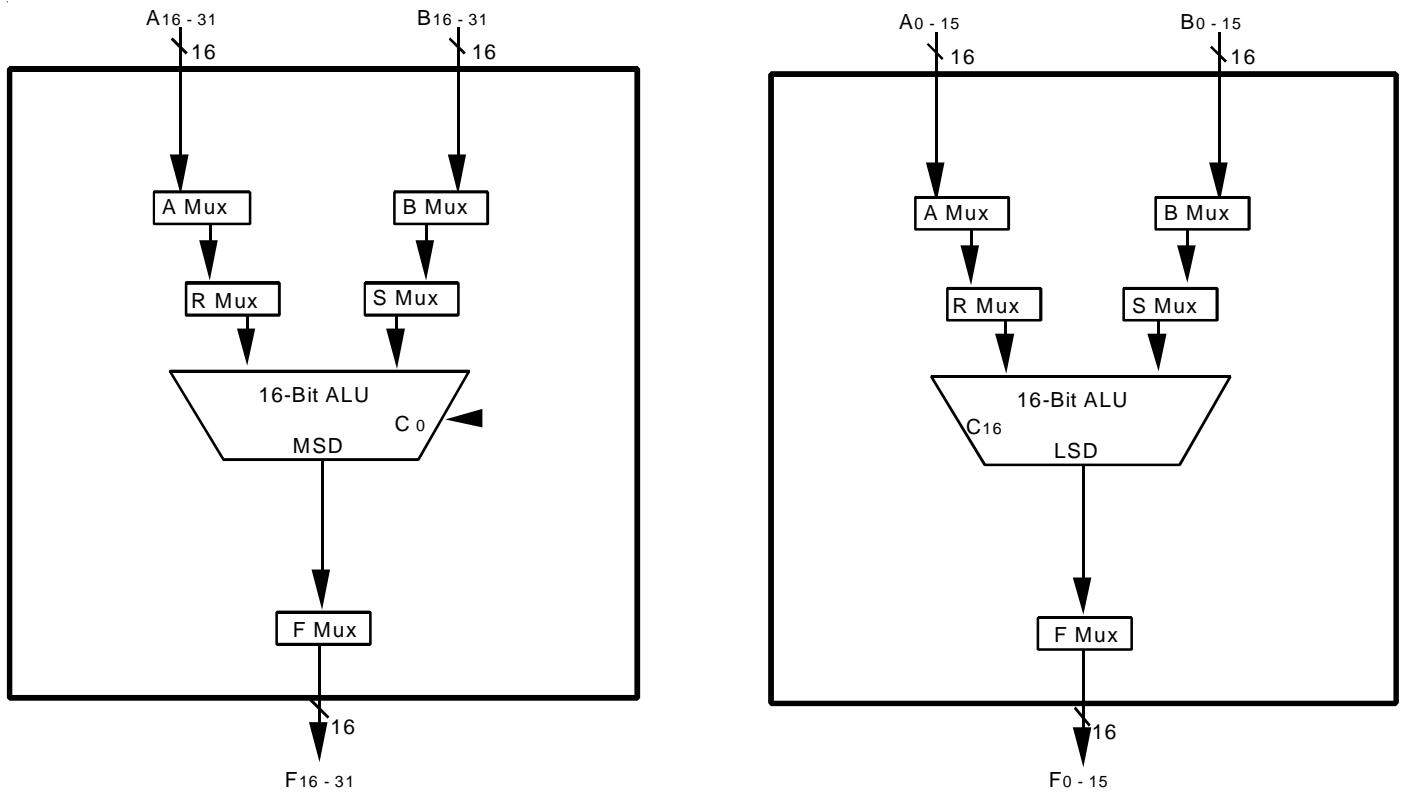 A16 - 31
B16 - 31
16
16
A Mux
B Mux
R Mux
S Mux
16-Bit ALU
C 0
MSD
F Mux
16
F16 - 31
A0 - 15
B0 - 15
16
16
A Mux
B Mux
R Mux
S Mux
16-Bit ALU
C16
LSD
F Mux
16
F0 - 15